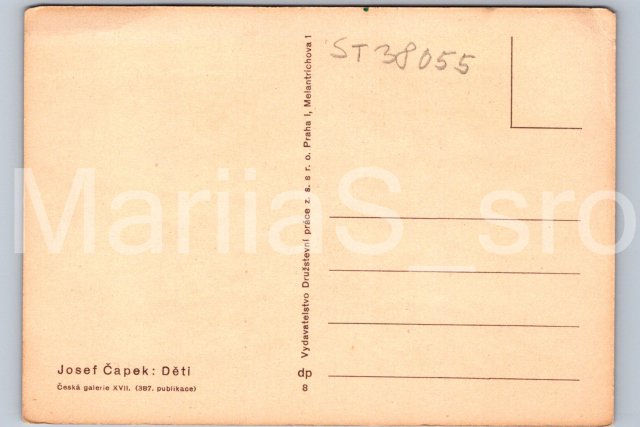 ST38055
Josef Čapek: Děti
Česká galerie XVII. (387. publikace)
Vydavatelstvo Družstevní práce z. s. s r. o. Praha I, Melantrichova 1
dp
8
MariiaS_sro